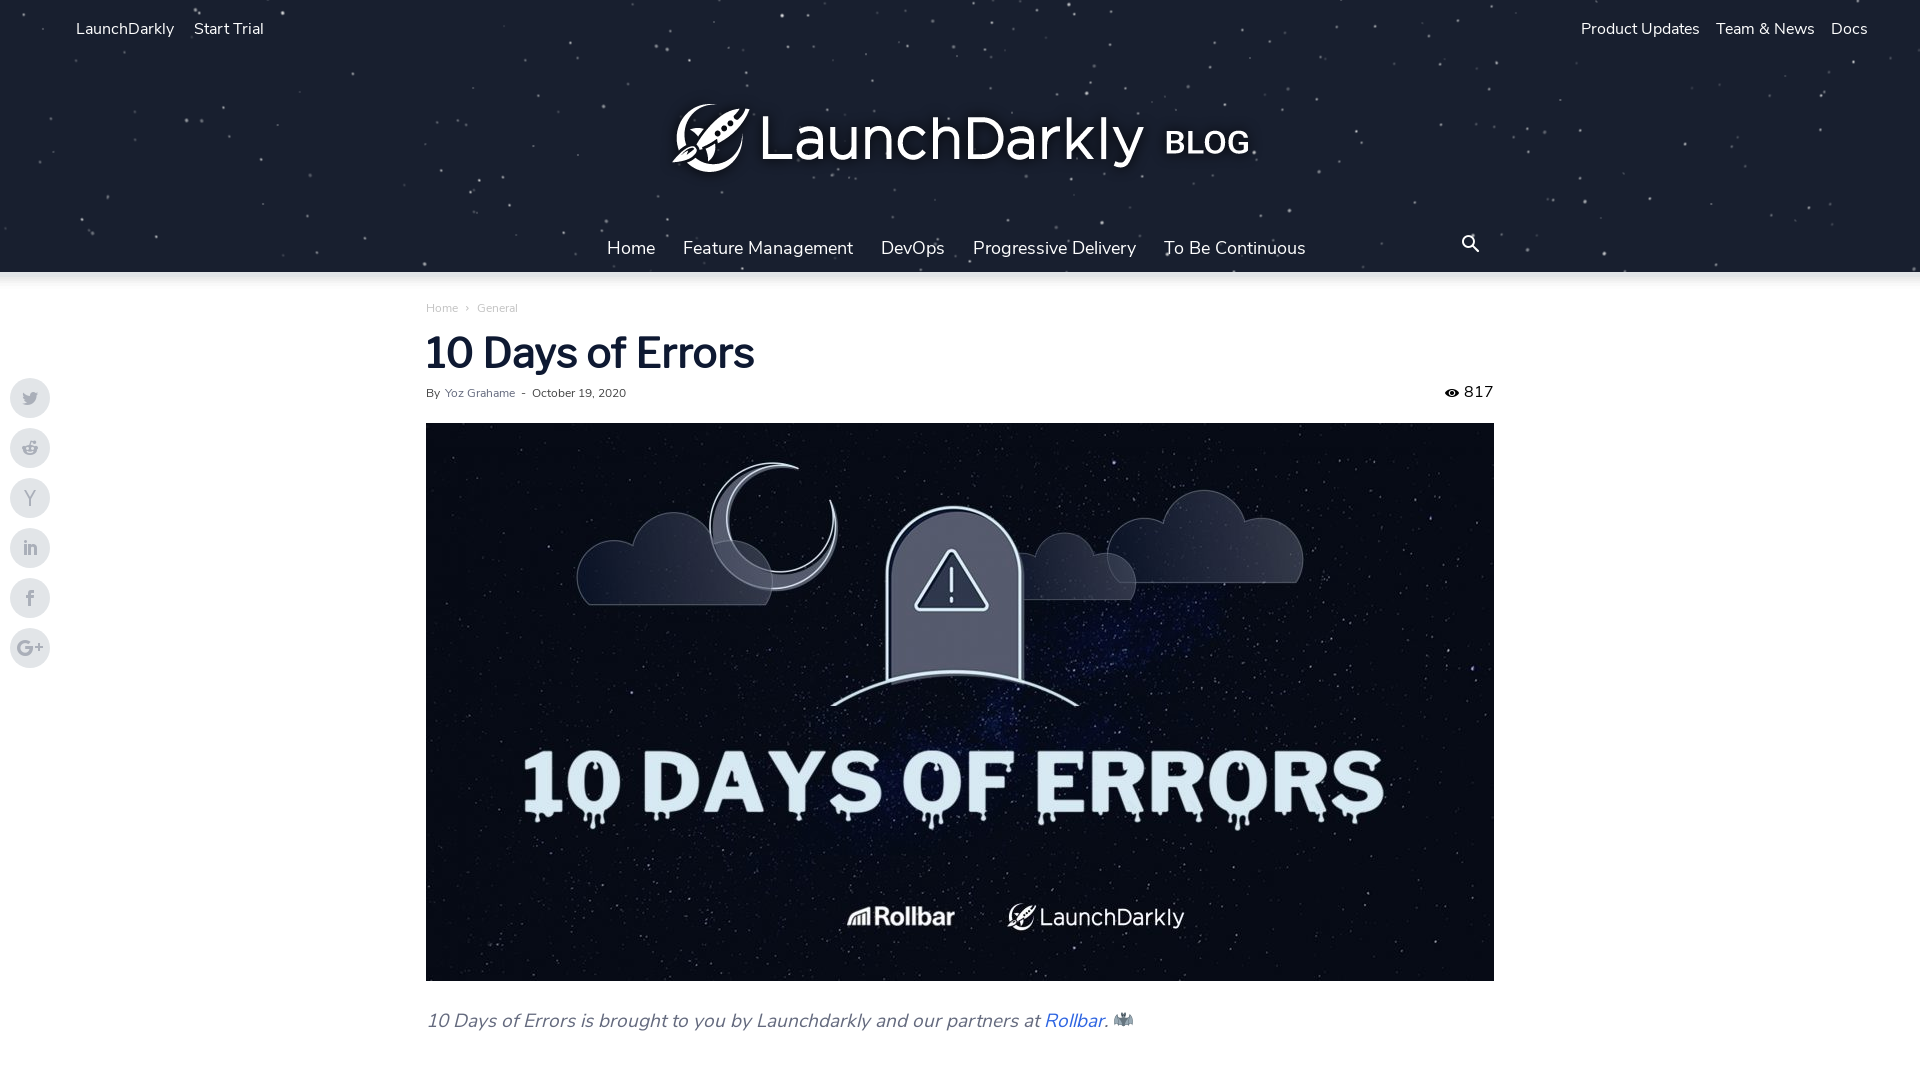 LaunchDarkly Start Trial Product Updates Team & News Docs
LaunchDarkly BLOG
Home Feature Management DevOps Progressive Delivery To Be Continuous
Home › General
10 Days of Errors
By Yoz Grahame - October 19, 2020 817
10 DAYS OF ERRORS
Rollbar LaunchDarkly
10 Days of Errors is brought to you by Launchdarkly and our partners at Rollbar. 🦇